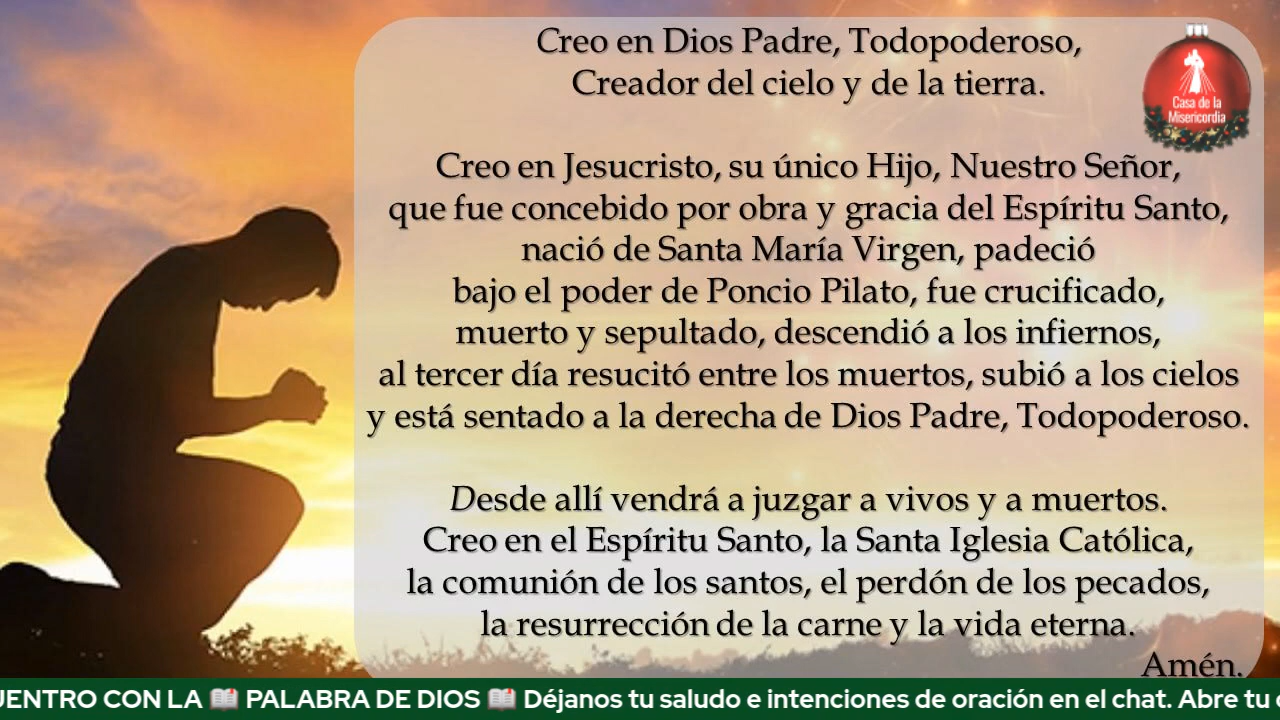 Creo en Dios Padre, Todopoderoso,
Creador del cielo y de la tierra.
Casa de la
Misericordia
Creo en Jesucristo, su único Hijo, Nuestro Señor,
que fue concebido por obra y gracia del Espíritu Santo,
nació de Santa María Virgen, padeció
bajo el poder de Poncio Pilato, fue crucificado,
muerto y sepultado, descendió a los infiernos,
al tercer día resucitó entre los muertos, subió a los cielos
y está sentado a la derecha de Dios Padre, Todopoderoso.
Desde allí vendrá a juzgar a vivos y a muertos.
Creo en el Espíritu Santo, la Santa Iglesia Católica,
la comunión de los santos, el perdón de los pecados,
la resurrección de la carne y la vida eterna.
Amén.
UENTRO CON LA 📖 PALABRA DE DIOS 📖 Déjanos tu saludo e intenciones de oración en el chat. Abre tu